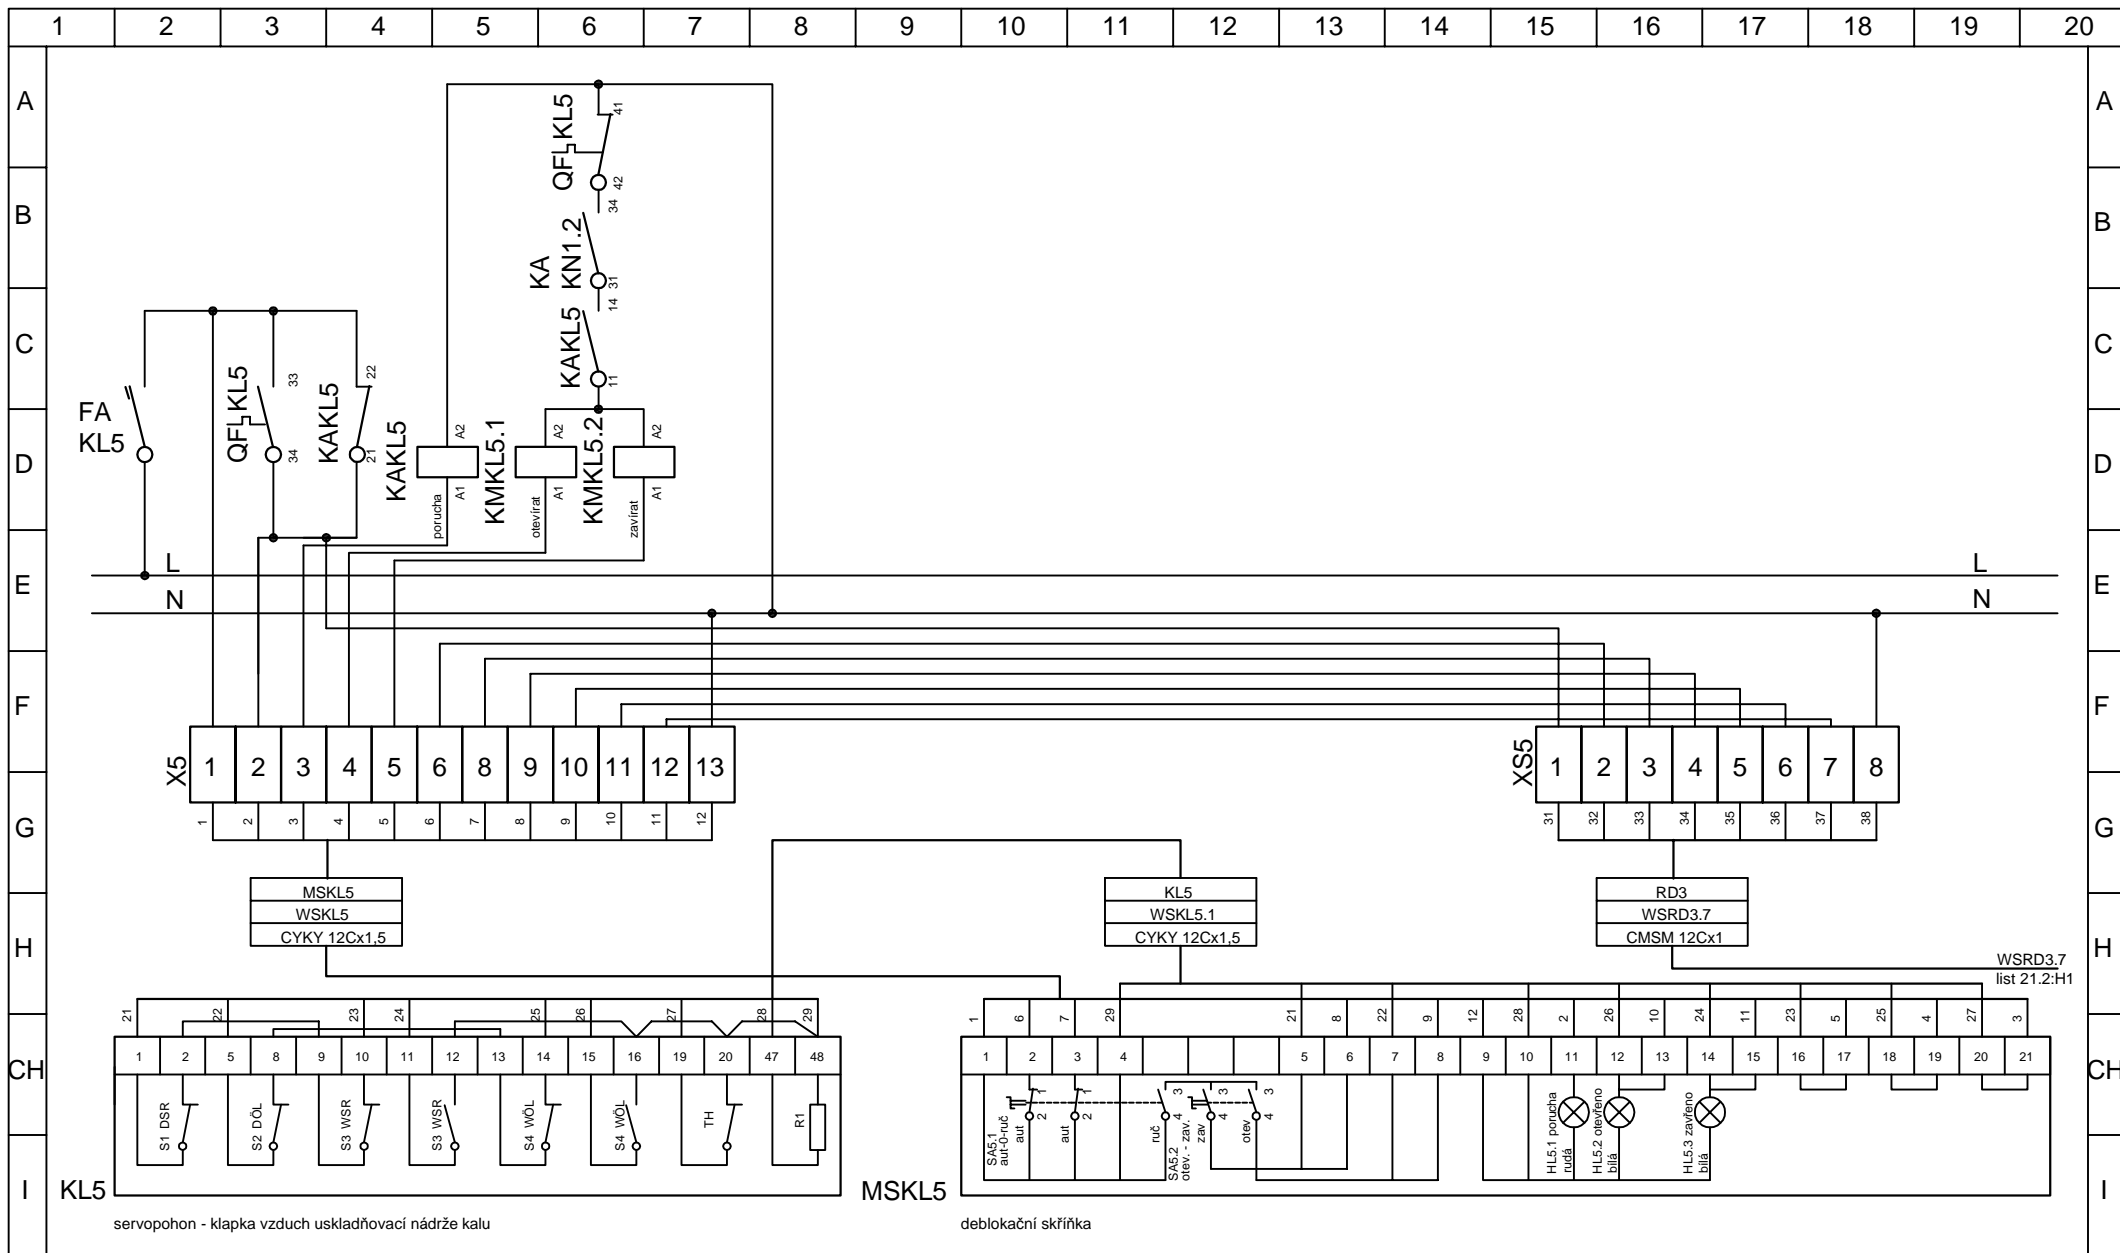 1 2 3 4 5 6 7 8 9 10 11 12 13 14 15 16 17 18 19 20
A A
B B
C C
D D
E E
F F
G G
H H
CH CH
I I
QF KL5
41
42
34
KA
KN1.2
31
14
KAKL5
11
FA
KL5
QF KL5
33
34
KAKL5
22
21
KAKL5
A2
A1
porucha
KMKL5.1
A2
A1
otevírat
KMKL5.2
A2
A1
zavírat
L L
N N
X5
1 2 3 4 5 6 8 9 10 11 12 13
1 2 3 4 5 6 7 8 9 10 11 12
XS5
1 2 3 4 5 6 7 8
31 32 33 34 35 36 37 38
MSKL5
WSKL5
CYKY 12Cx1,5
KL5
WSKL5.1
CYKY 12Cx1,5
RD3
WSRD3.7
CMSM 12Cx1
WSRD3.7
list 21.2:H1
21 22 23 24 25 26 27 28 29
1 2 5 8 9 10 11 12 13 14 15 16 19 20 47 48
S1 DSR
S2 DÖL
S3 WSR
S3 WSR
S4 WÖL
S4 WÖL
TH
R1
KL5
servopohon - klapka vzduch uskladňovací nádrže kalu
1 6 7 29 21 8 22 9 12 28 2 26 10 24 11 23 5 25 4 27 3
1 2 3 4 5 6 7 8 9 10 11 12 13 14 15 16 17 18 19 20 21
SA5.1
aut-0-ruč
aut
1
2
aut
1
2
ruč
3
4
SA5.2
otev. - zav.
zav
3
4
otev
3
4
HL5.1 porucha
rudá
HL5.2 otevřeno
bílá
HL5.3 zavřeno
bílá
MSKL5
deblokační skříňka